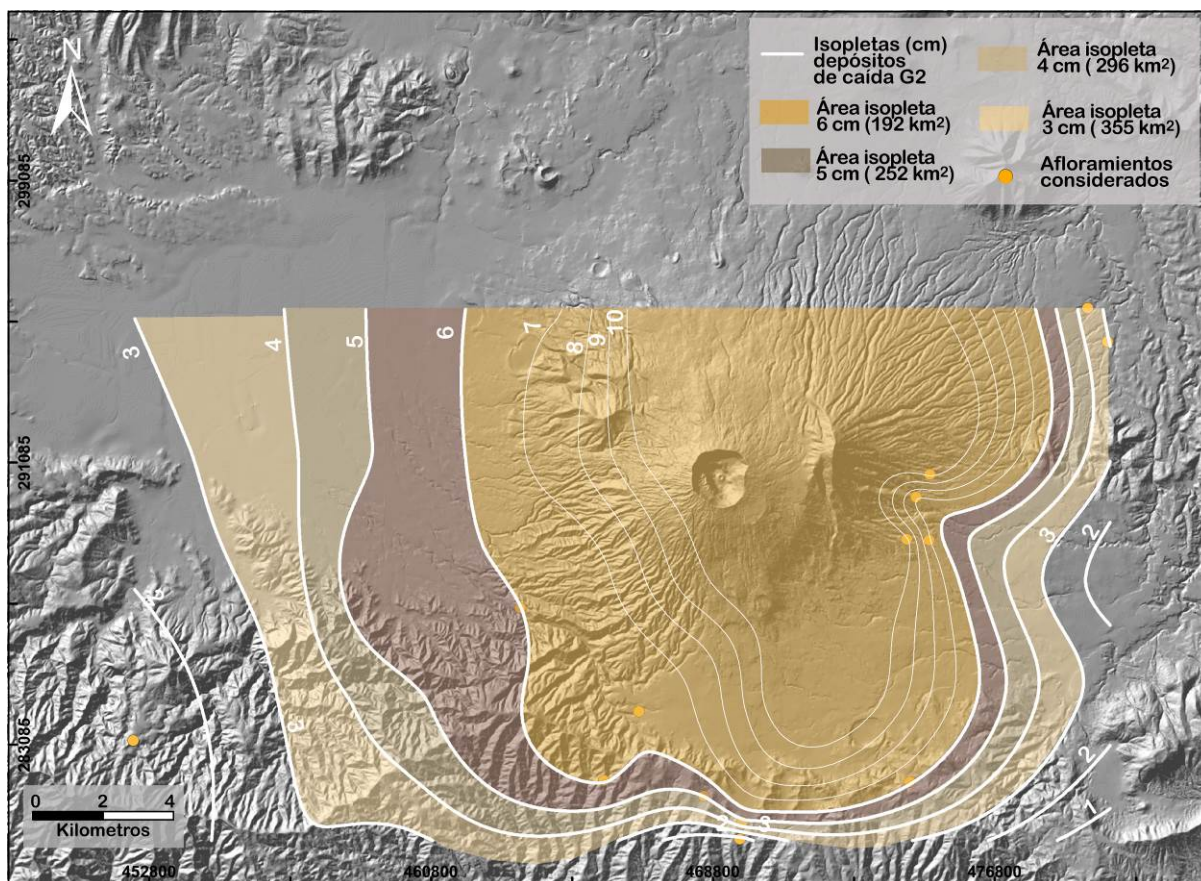 N
Isopletas (cm)
depósitos
de caída G2
Área isopleta
6 cm (192 km²)
Área isopleta
5 cm ( 252 km²)
Área isopleta
4 cm ( 296 km²)
Área isopleta
3 cm ( 355 km²)
Afloramientos
considerados
299085
291085
283085
3
4
5
6
7
8
9
10
3
2
3
2
3
2
1
0 2 4
Kilometros
452800
460800
468800
476800